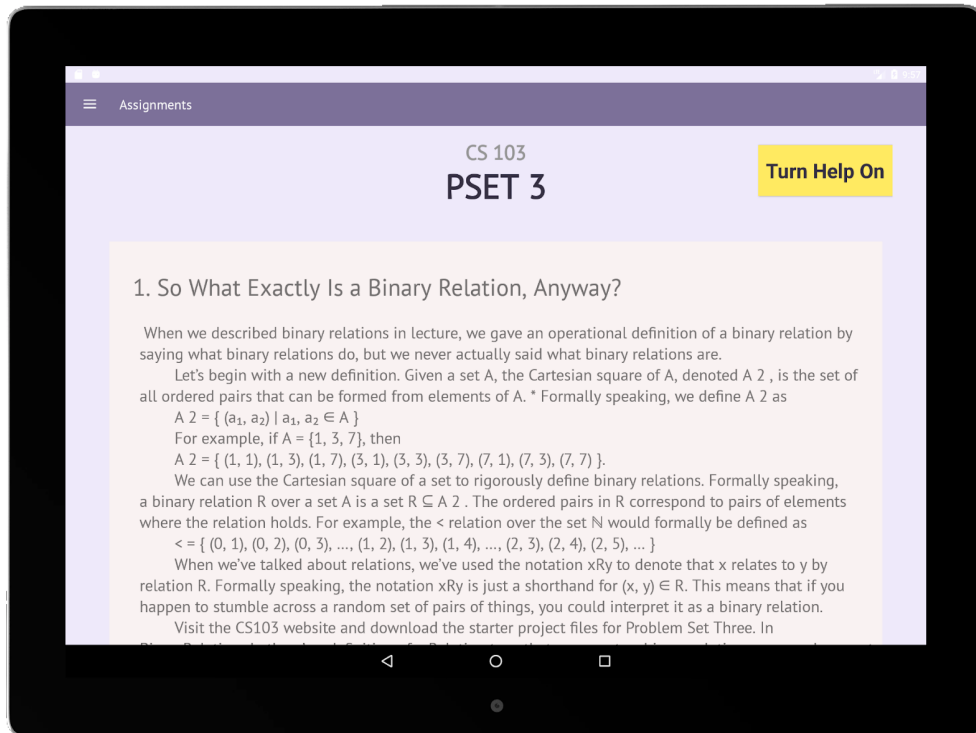 9:57
Assignments
CS 103
PSET 3
Turn Help On
1. So What Exactly Is a Binary Relation, Anyway?
When we described binary relations in lecture, we gave an operational definition of a binary relation by
saying what binary relations do, but we never actually said what binary relations are.
Let's begin with a new definition. Given a set A, the Cartesian square of A, denoted A 2 , is the set of
all ordered pairs that can be formed from elements of A. * Formally speaking, we define A 2 as
A 2 = { (a₁, a₂) | a₁, a₂ ∈ A }
For example, if A = {1, 3, 7}, then
A 2 = { (1, 1), (1, 3), (1, 7), (3, 1), (3, 3), (3, 7), (7, 1), (7, 3), (7, 7) }.
We can use the Cartesian square of a set to rigorously define binary relations. Formally speaking,
a binary relation R over a set A is a set R ⊆ A 2 . The ordered pairs in R correspond to pairs of elements
where the relation holds. For example, the < relation over the set ℕ would formally be defined as
< = { (0, 1), (0, 2), (0, 3), …, (1, 2), (1, 3), (1, 4), …, (2, 3), (2, 4), (2, 5), … }
When we've talked about relations, we've used the notation xRy to denote that x relates to y by
relation R. Formally speaking, the notation xRy is just a shorthand for (x, y) ∈ R. This means that if you
happen to stumble across a random set of pairs of things, you could interpret it as a binary relation.
Visit the CS103 website and download the starter project files for Problem Set Three. In